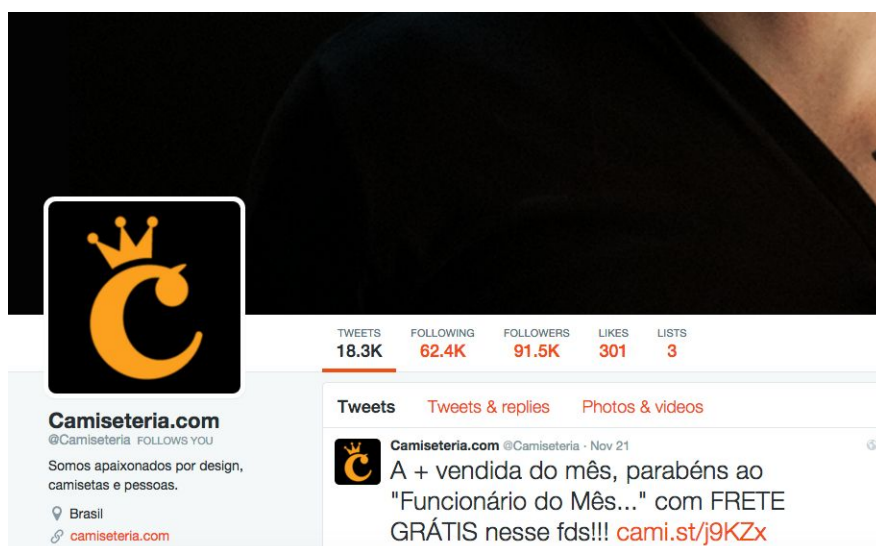 TWEETS FOLLOWING FOLLOWERS LIKES LISTS
18.3K 62.4K 91.5K 301 3
Camiseteria.com
@Camiseteria FOLLOWS YOU
Somos apaixonados por design,
camisetas e pessoas.
Brasil
camiseteria.com
Tweets Tweets & replies Photos & videos
Camiseteria.com @Camiseteria · Nov 21
A + vendida do mês, parabéns ao
"Funcionário do Mês..." com FRETE
GRÁTIS nesse fds!!! cami.st/j9KZx